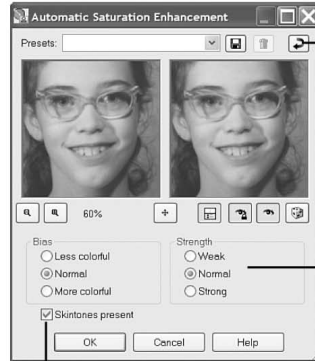 Automatic Saturation Enhancement
Presets:
60%
Bias
Less colorful
Normal
More colorful
Strength
Weak
Normal
Strong
Skintones present
OK Cancel Help